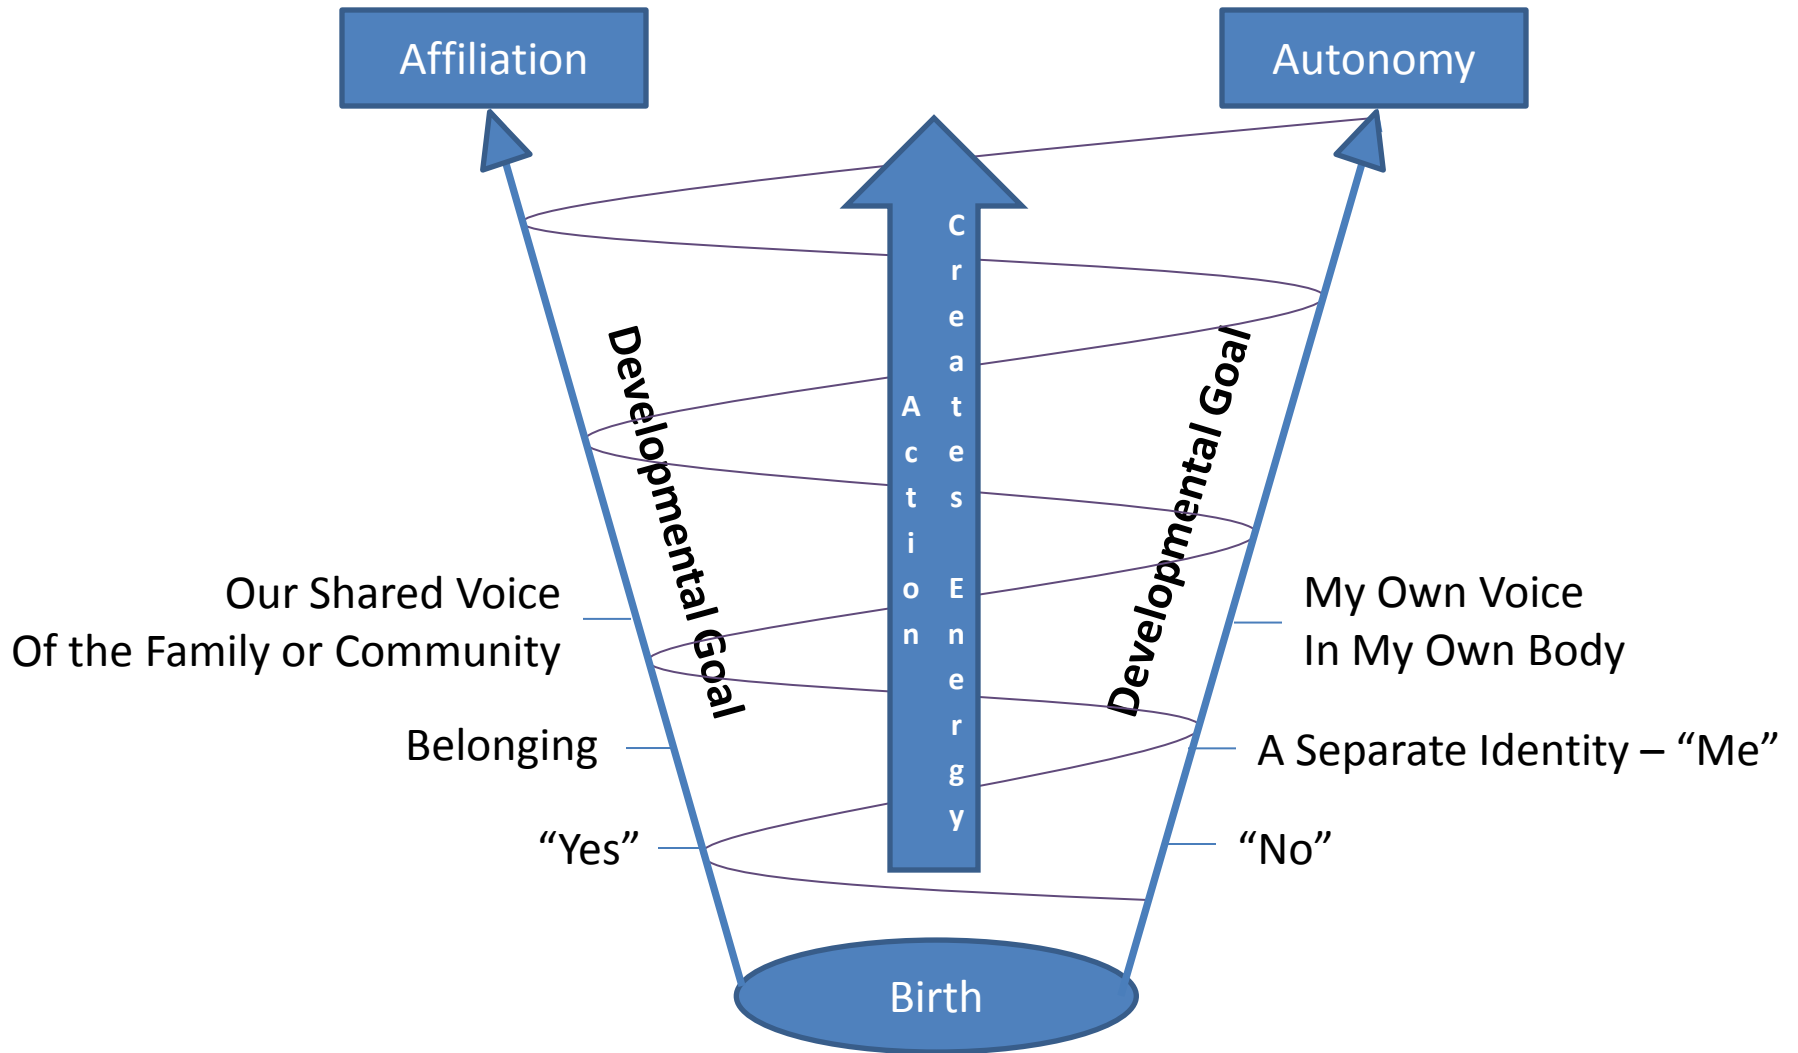 Affiliation
Autonomy
Developmental Goal
Action
Creates Energy
Developmental Goal
Our Shared Voice
Of the Family or Community
My Own Voice
In My Own Body
Belonging
A Separate Identity – “Me”
“Yes”
“No”
Birth